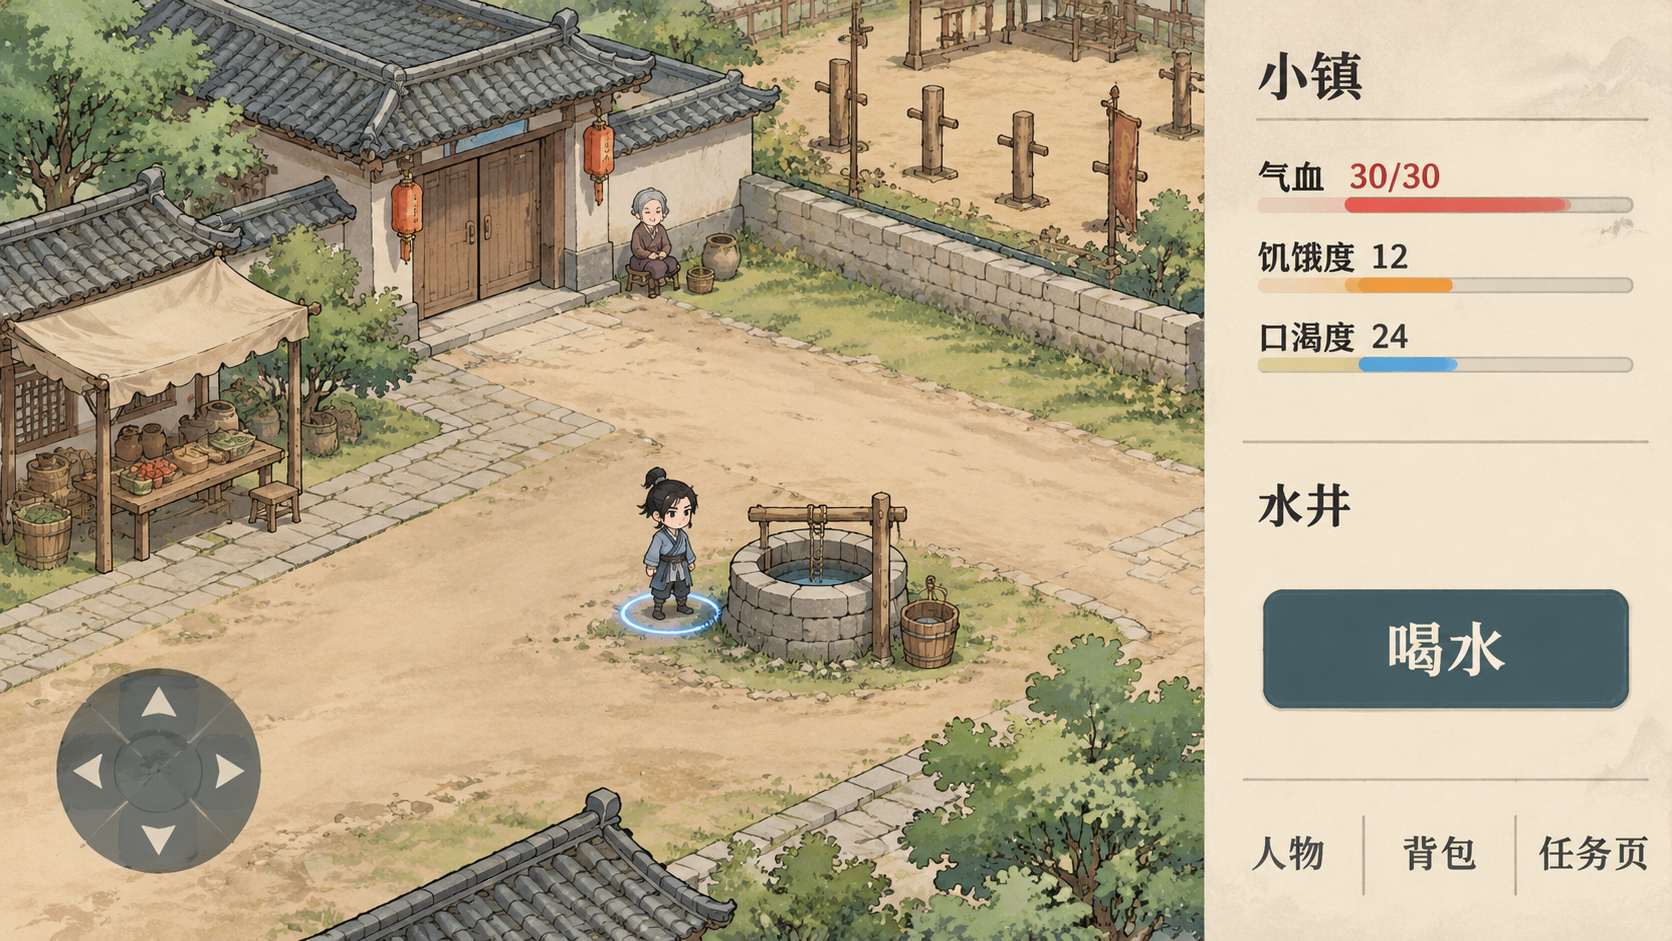 小镇
气血 30/30
饥饿度 12
口渴度 24
水井
喝水
人物
背包
任务页